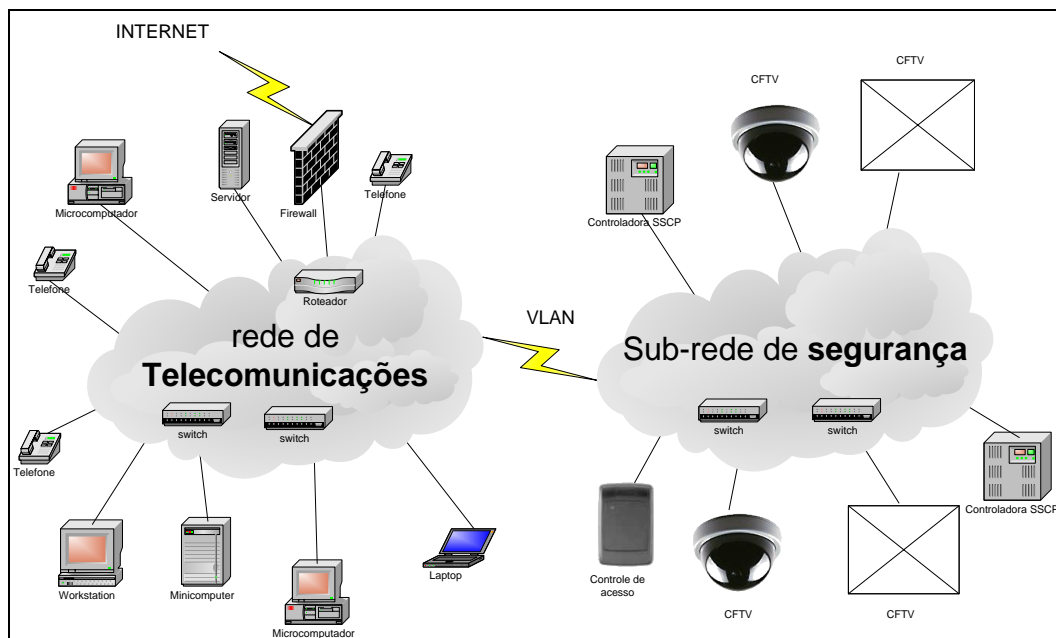 INTERNET
CFTV
CFTV
Servidor
Firewall
Telefone
Microcomputador
Controladora SSCP
Telefone
Roteador
VLAN
rede de
Telecomunicações
Sub-rede de segurança
switch
switch
switch
switch
Telefone
Controladora SSCP
Workstation
Minicomputer
Laptop
Controle de
acesso
Microcomputador
CFTV
CFTV